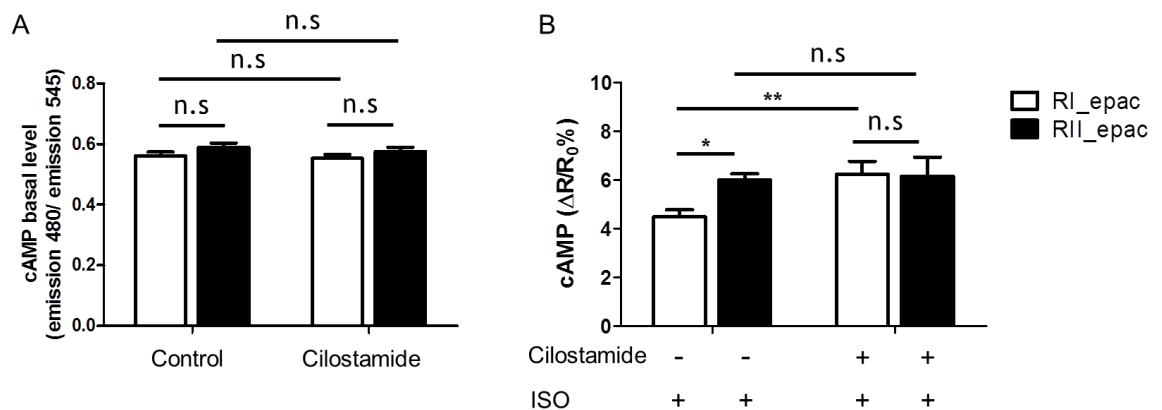 A
n.s
n.s
n.s
n.s
cAMP basal level
(emission 480/ emission 545)
0.8
0.6
0.4
0.2
0.0
Control
Cilostamide
B
n.s
**
n.s
*
cAMP (ΔR/R0%)
10
8
6
4
2
0
RI_epac
RII_epac
Cilostamide - - + +
ISO + + + +